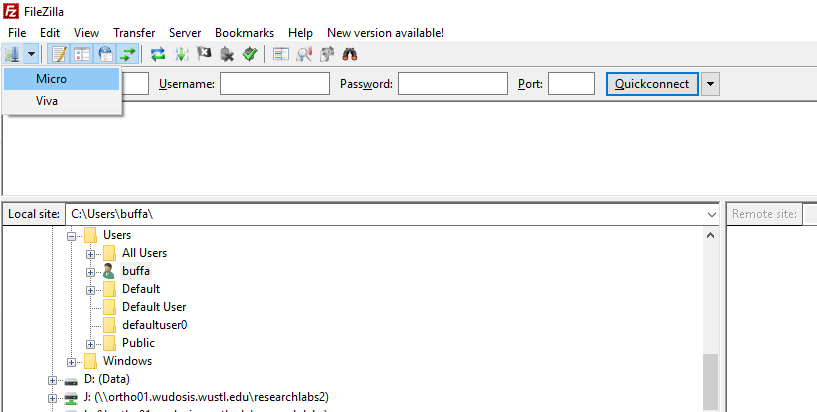 FileZilla
File Edit View Transfer Server Bookmarks Help New version available!
Micro
Viva
Username: Password: Port: Quickconnect
Local site: C:\Users\buffa\ Remote site:
Users
All Users
buffa
Default
Default User
defaultuser0
Public
Windows
D: (Data)
J: (\\ortho01.wudosis.wustl.edu\researchlabs2)